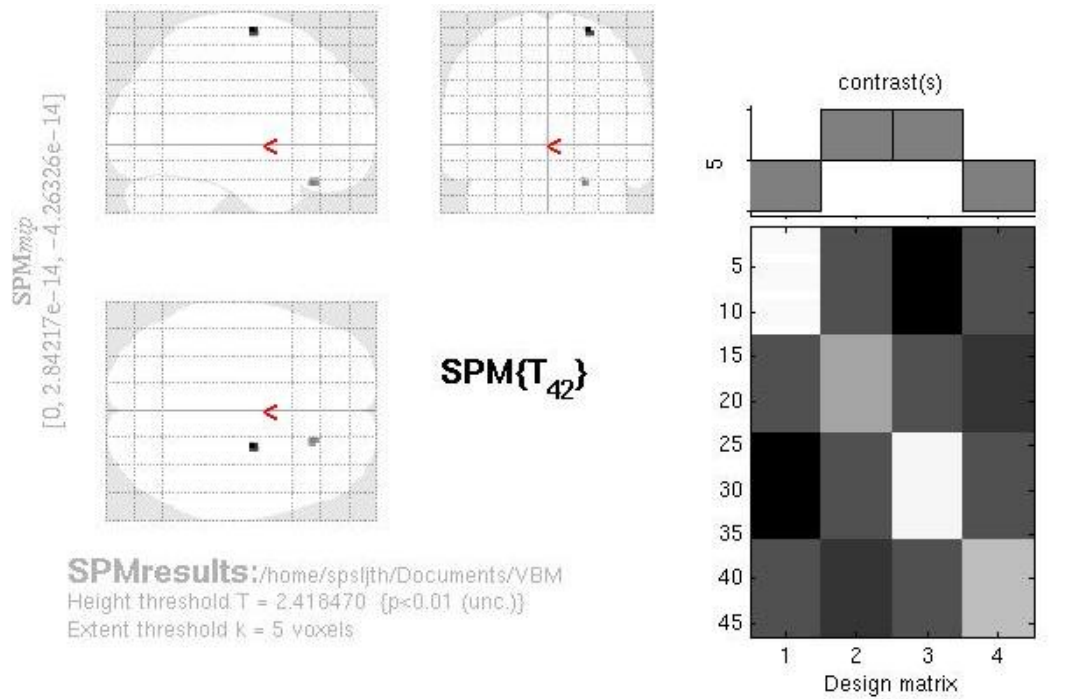 SPMmip
[0, 2.84217e-14, -4.26326e-14]
<
<
<
SPM{T42}
SPMresults:/home/spsljth/Documents/VBM
Height threshold T = 2.418470 {p<0.01 (unc.)}
Extent threshold k = 5 voxels
contrast(s)
5
5
10
15
20
25
30
35
40
45
1 2 3 4
Design matrix